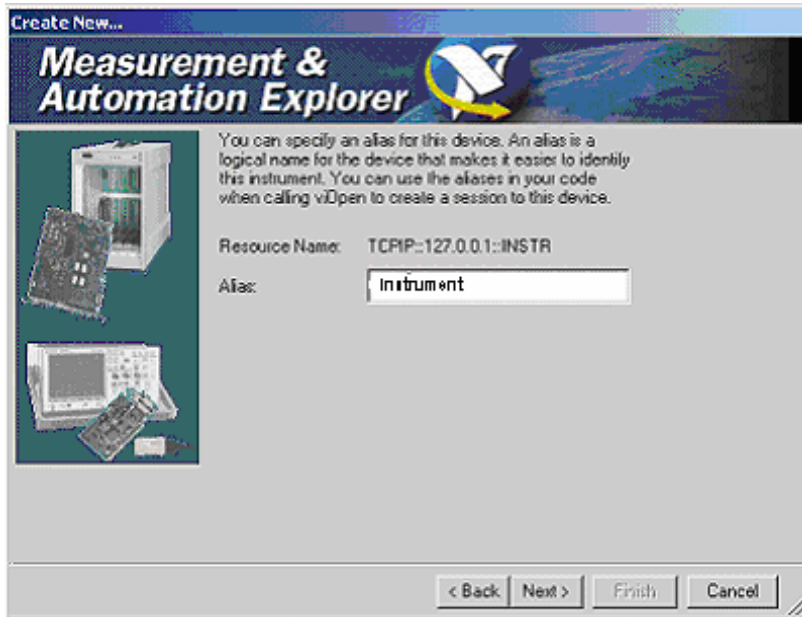 Create New...
Measurement &
Automation Explorer
You can specify an alias for this device. An alias is a
logical name for the device that makes it easier to identify
this instrument. You can use the aliases in your code
when calling viOpen to create a session to this device.
Resource Name: TCPIP::127.0.0.1::INSTR
Alias: Instrument
< Back Next > Finish Cancel